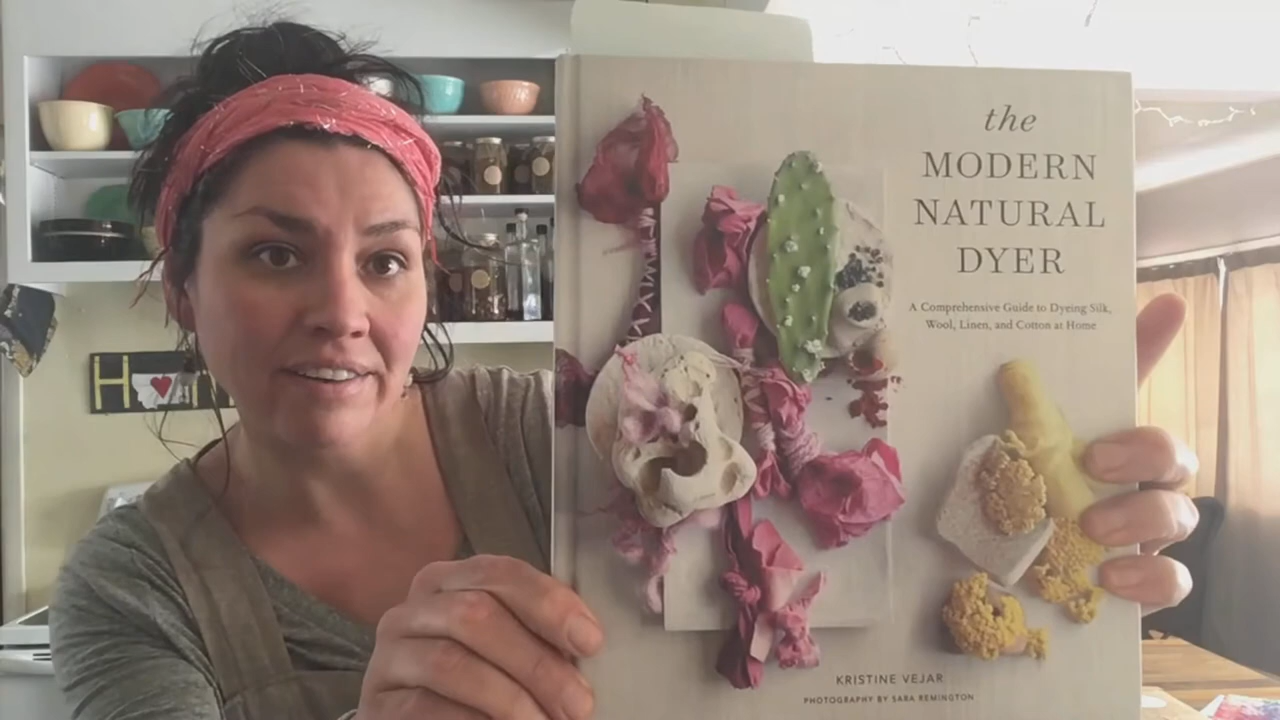 the
MODERN
NATURAL
DYER
A Comprehensive Guide to Dyeing Silk,
Wool, Linen, and Cotton at Home
KRISTINE VEJAR
PHOTOGRAPHY BY SARA REMINGTON